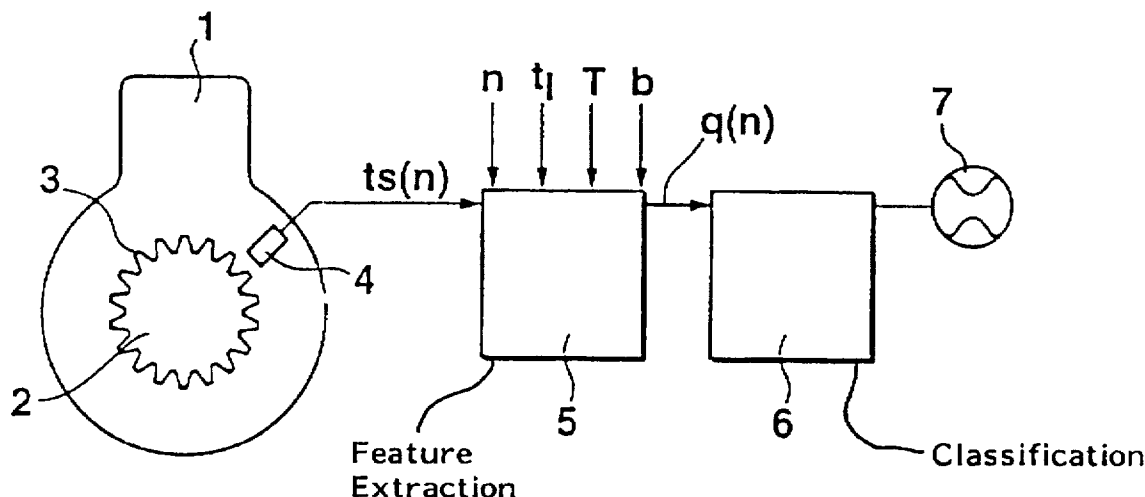 1
n t_l T b
7
q(n)
3
ts(n)
4
2
5
6
Feature
Extraction
Classification